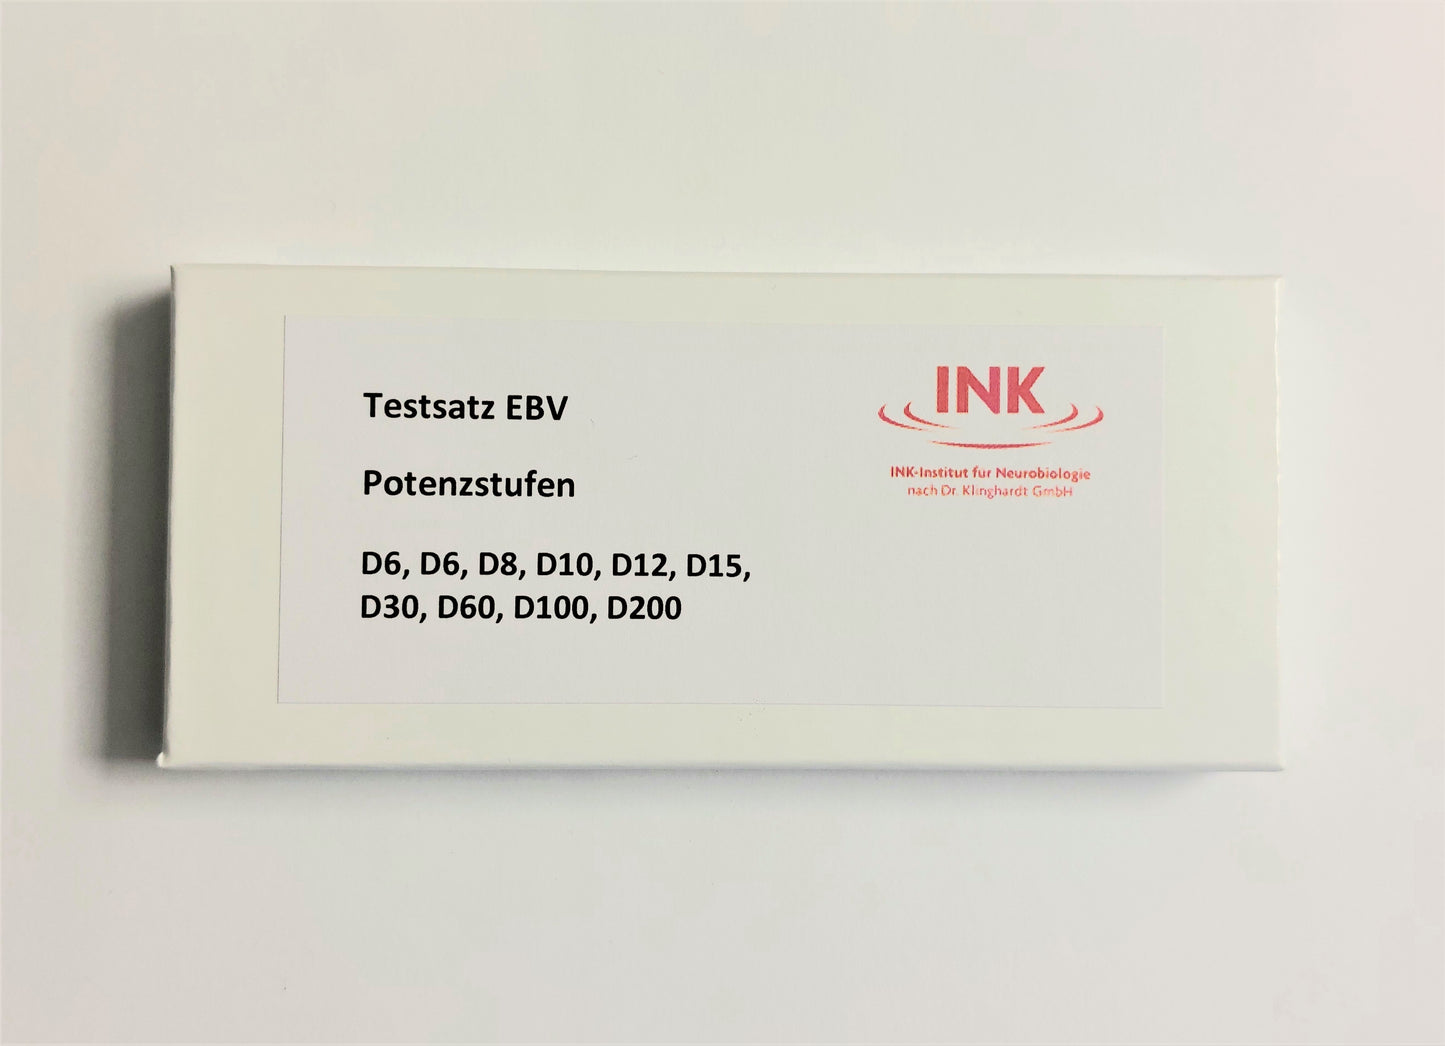 Testsatz EBV
Potenzstufen
D6, D6, D8, D10, D12, D15,
D30, D60, D100, D200
INK
INK-Institut für Neurobiologie
nach Dr. Klinghardt GmbH